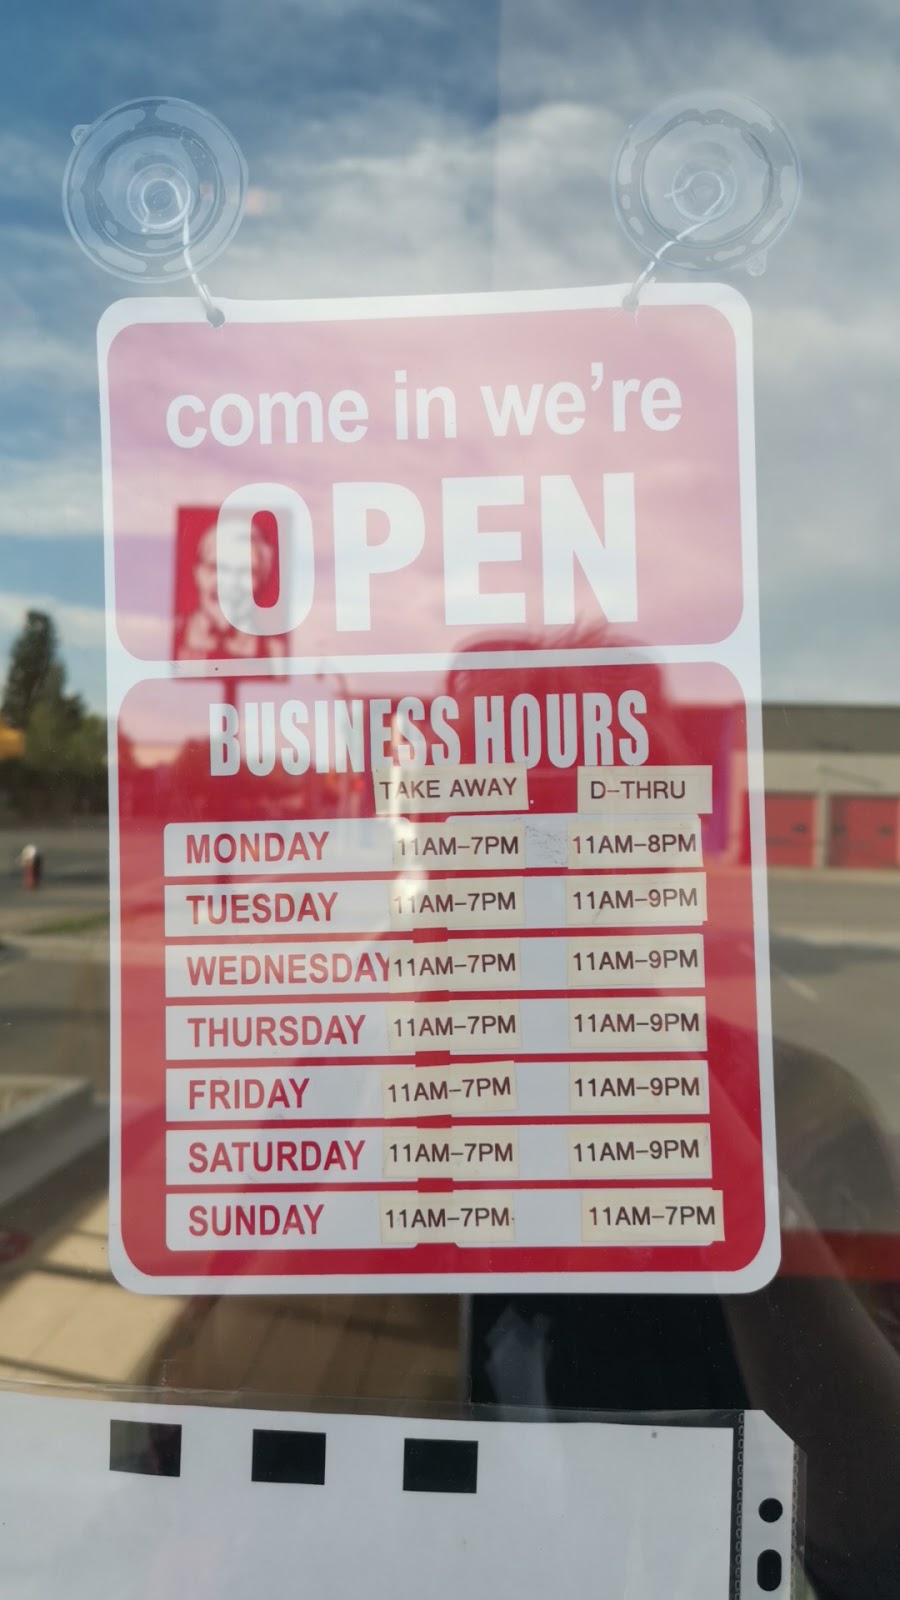 come in we're
OPEN
BUSINESS HOURS
TAKE AWAY D-THRU
MONDAY 11AM-7PM 11AM-8PM
TUESDAY 11AM-7PM 11AM-9PM
WEDNESDAY 11AM-7PM 11AM-9PM
THURSDAY 11AM-7PM 11AM-9PM
FRIDAY 11AM-7PM 11AM-9PM
SATURDAY 11AM-7PM 11AM-9PM
SUNDAY 11AM-7PM 11AM-7PM